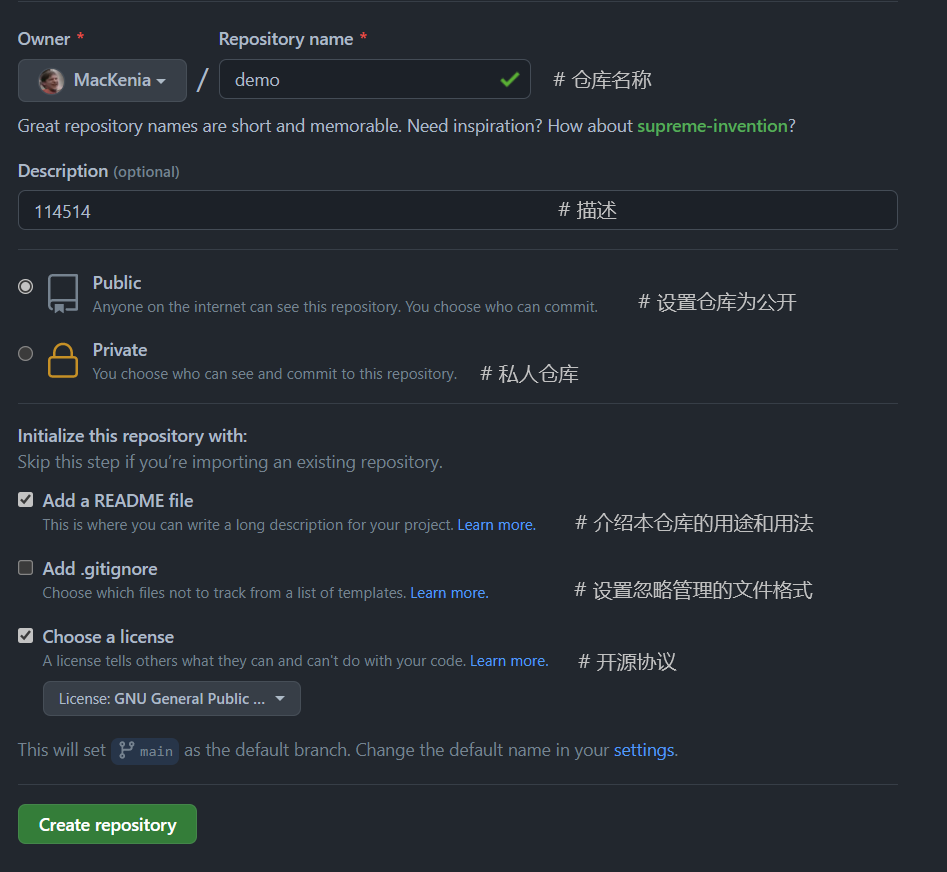 Owner * Repository name *
MacKenia / demo # 仓库名称
Great repository names are short and memorable. Need inspiration? How about supreme-invention?
Description (optional)
114514 # 描述
Public
Anyone on the internet can see this repository. You choose who can commit. # 设置仓库为公开
Private
You choose who can see and commit to this repository. # 私人仓库
Initialize this repository with:
Skip this step if you’re importing an existing repository.
Add a README file
This is where you can write a long description for your project. Learn more. # 介绍本仓库的用途和用法
Add .gitignore
Choose which files not to track from a list of templates. Learn more. # 设置忽略管理的文件格式
Choose a license
A license tells others what they can and can't do with your code. Learn more. # 开源协议
License: GNU General Public ...
This will set main as the default branch. Change the default name in your settings.
Create repository